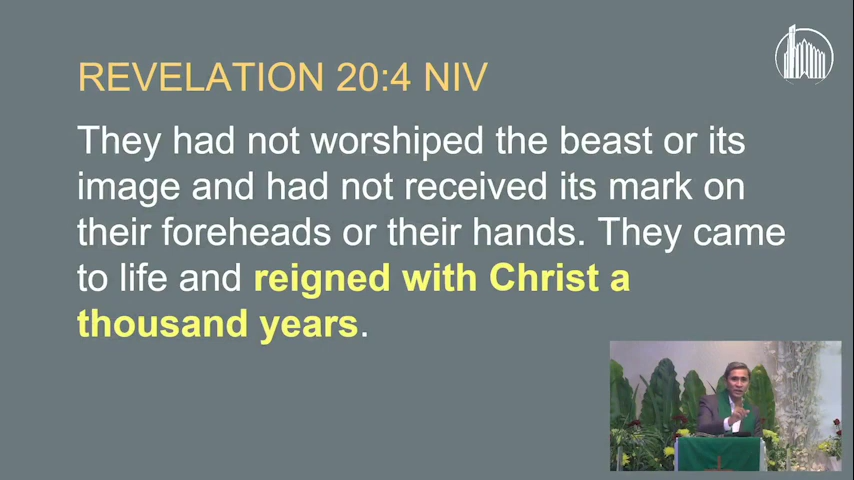 REVELATION 20:4 NIV
They had not worshiped the beast or its
image and had not received its mark on
their foreheads or their hands. They came
to life and reigned with Christ a
thousand years.